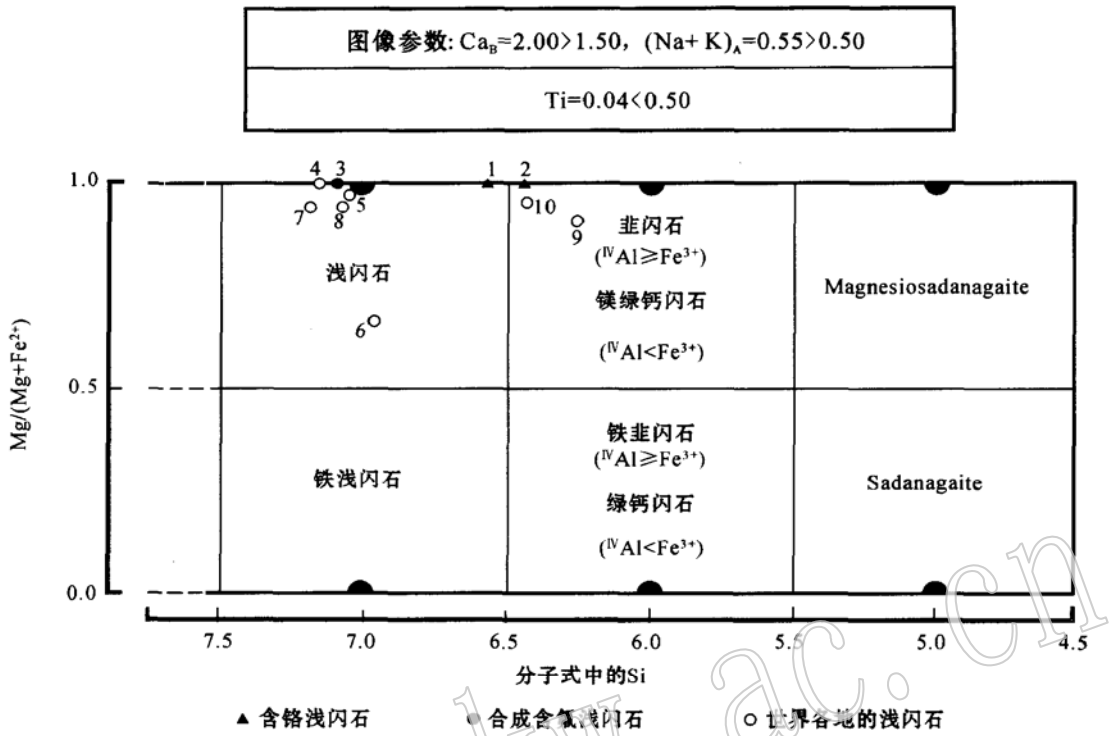 图像参数: Ca_B=2.00>1.50, (Na+K)_A=0.55>0.50
Ti=0.04<0.50
4 3 1 2
1.0
7 8 5 10
9
韭闪石
(ᴵⱽAl≥Fe³⁺)
浅闪石
Magnesiosadanagaite
镁绿钙闪石
6
(ᴵⱽAl<Fe³⁺)
Mg/(Mg+Fe²⁺)
0.5
铁韭闪石
(ᴵⱽAl≥Fe³⁺)
铁浅闪石
Sadanagaite
绿钙闪石
(ᴵⱽAl<Fe³⁺)
0.0
7.5 7.0 6.5 6.0 5.5 5.0 4.5
分子式中的Si
▲ 含铬浅闪石 ● 合成含氟浅闪石 ○ 世界各地的浅闪石
ac.cn